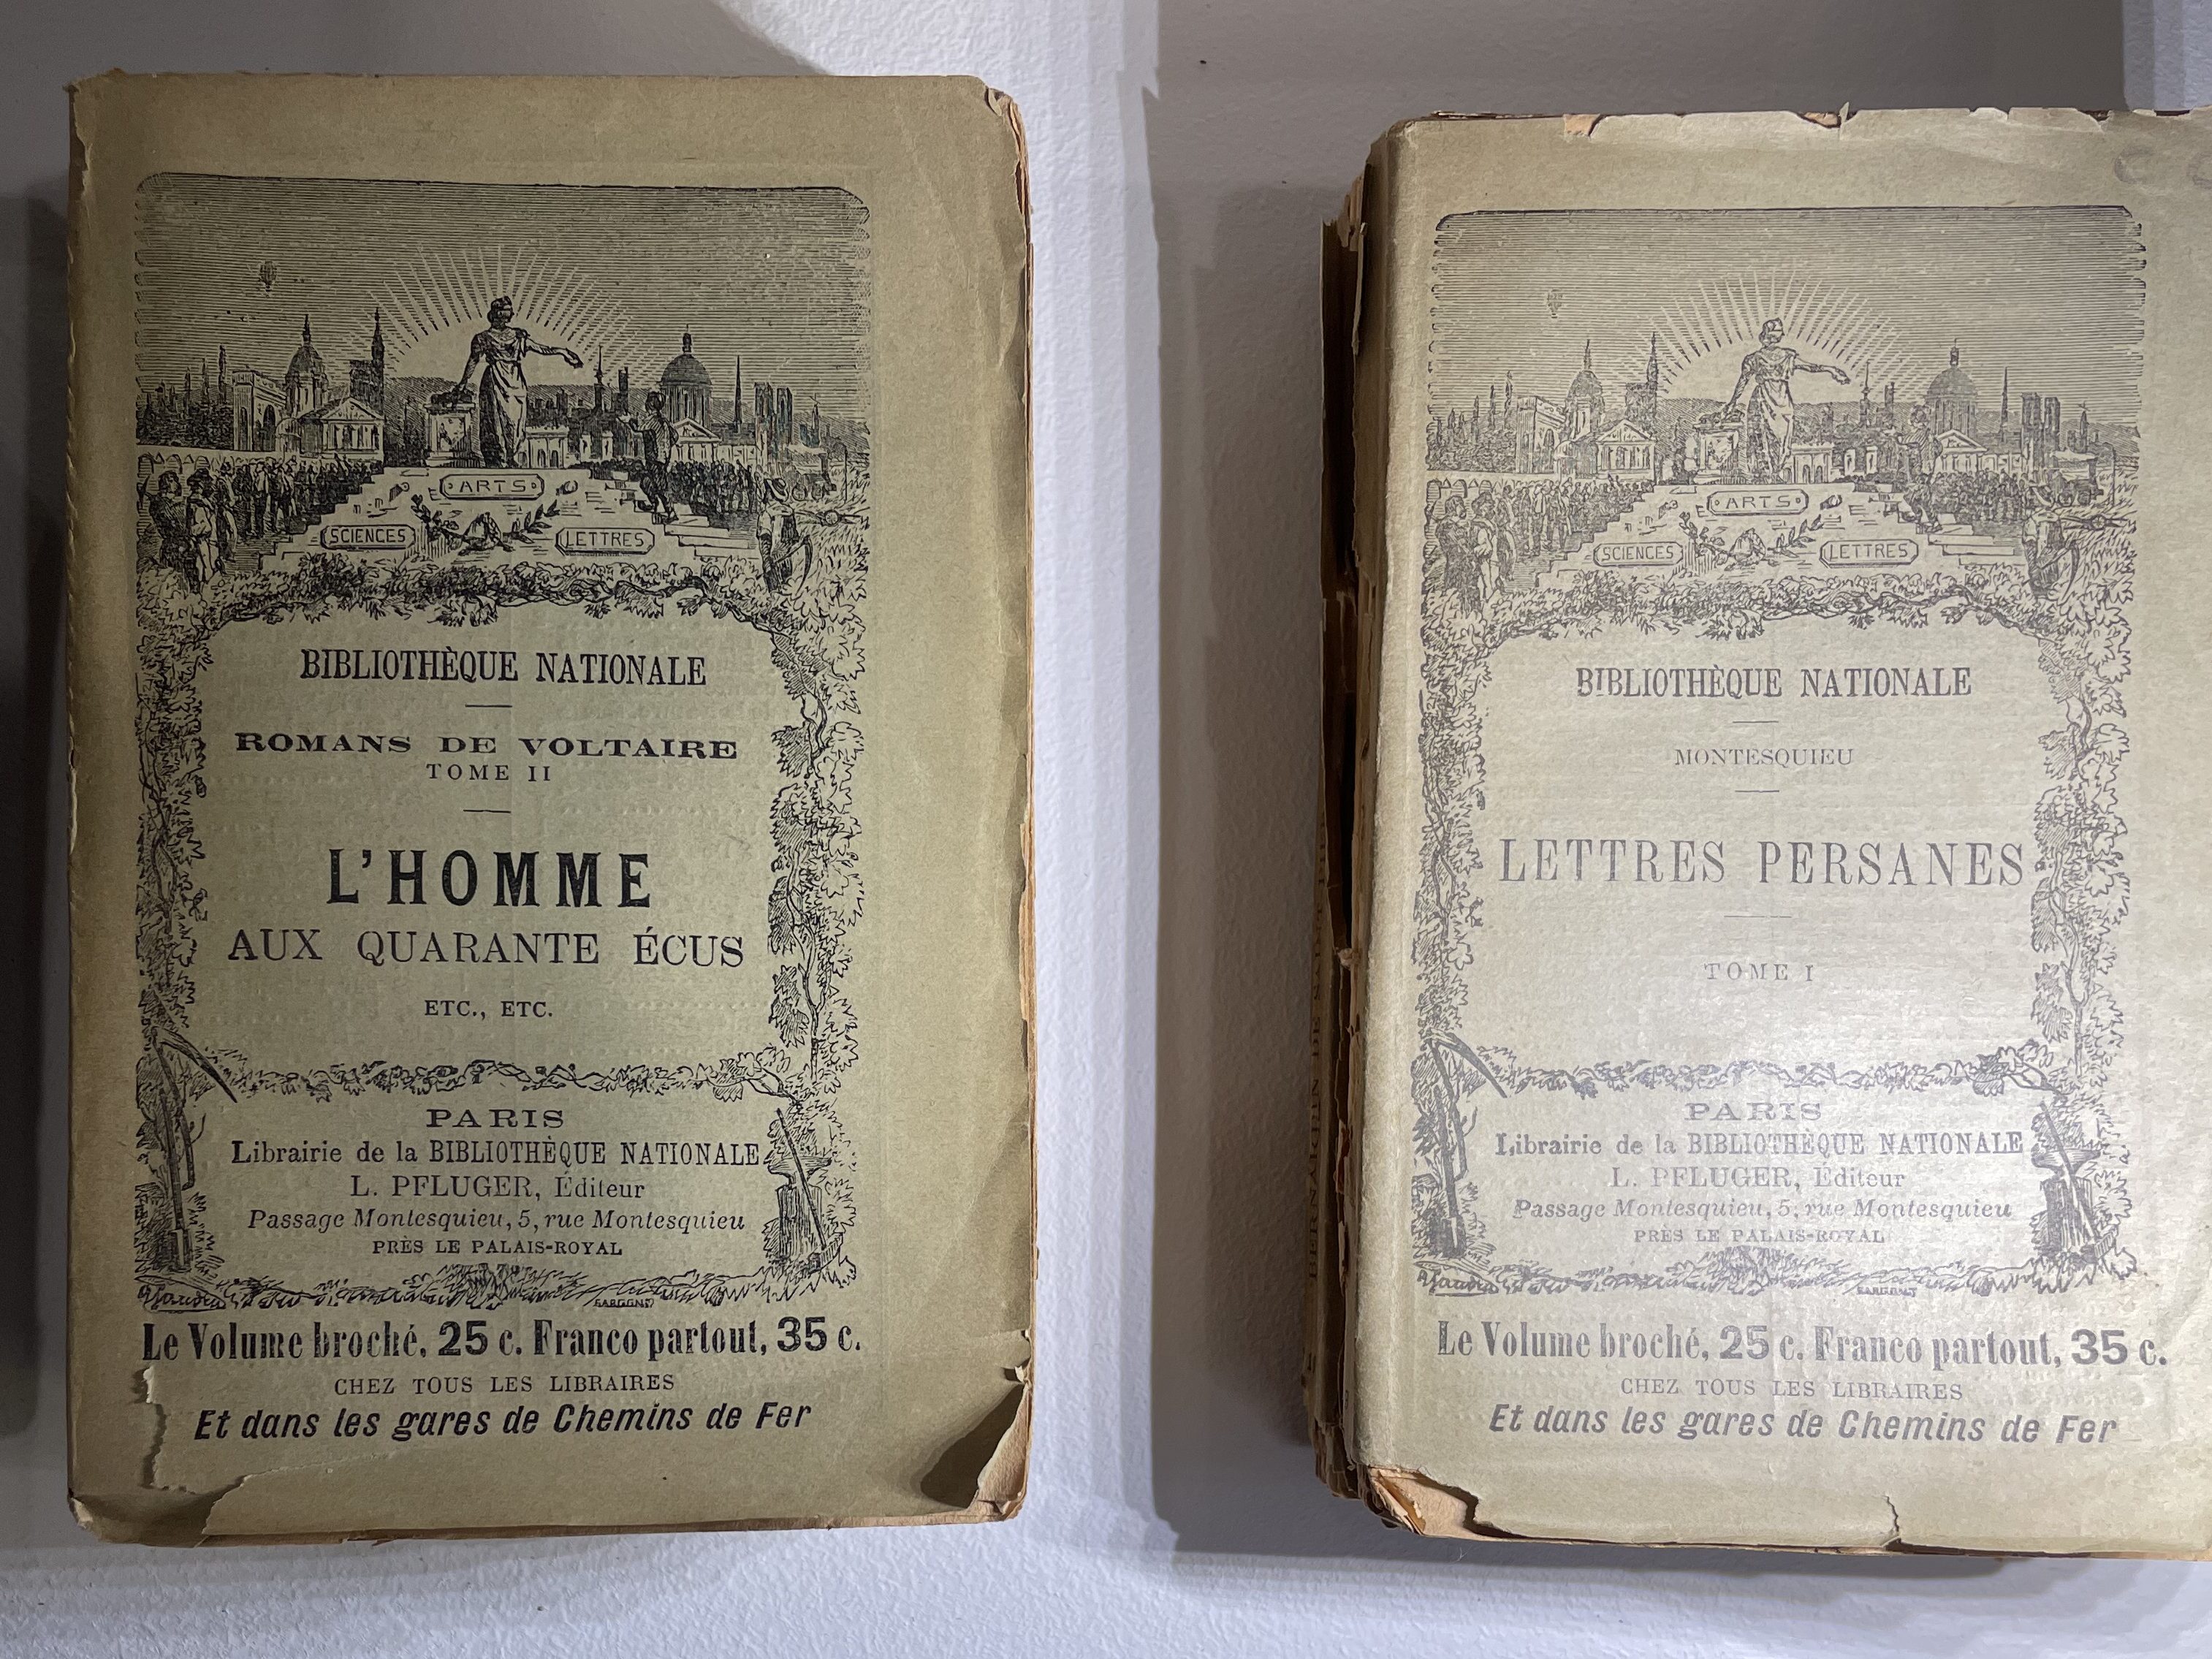 ARTS
SCIENCES
LETTRES
BIBLIOTHÈQUE NATIONALE
ROMANS DE VOLTAIRE
TOME II
L'HOMME
AUX QUARANTE ÉCUS
ETC., ETC.
PARIS
Librairie de la BIBLIOTHÈQUE NATIONALE
L. PFLUGER, Éditeur
Passage Montesquieu, 5, rue Montesquieu
PRÈS LE PALAIS-ROYAL
Le Volume broché, 25 c. Franco partout, 35 c.
CHEZ TOUS LES LIBRAIRES
Et dans les gares de Chemins de Fer
ARTS
SCIENCES
LETTRES
BIBLIOTHÈQUE NATIONALE
MONTESQUIEU
LETTRES PERSANES
TOME I
PARIS
Librairie de la BIBLIOTHÈQUE NATIONALE
L. PFLUGER, Éditeur
Passage Montesquieu, 5, rue Montesquieu
PRÈS LE PALAIS-ROYAL
Le Volume broché, 25 c. Franco partout, 35 c.
CHEZ TOUS LES LIBRAIRES
Et dans les gares de Chemins de Fer